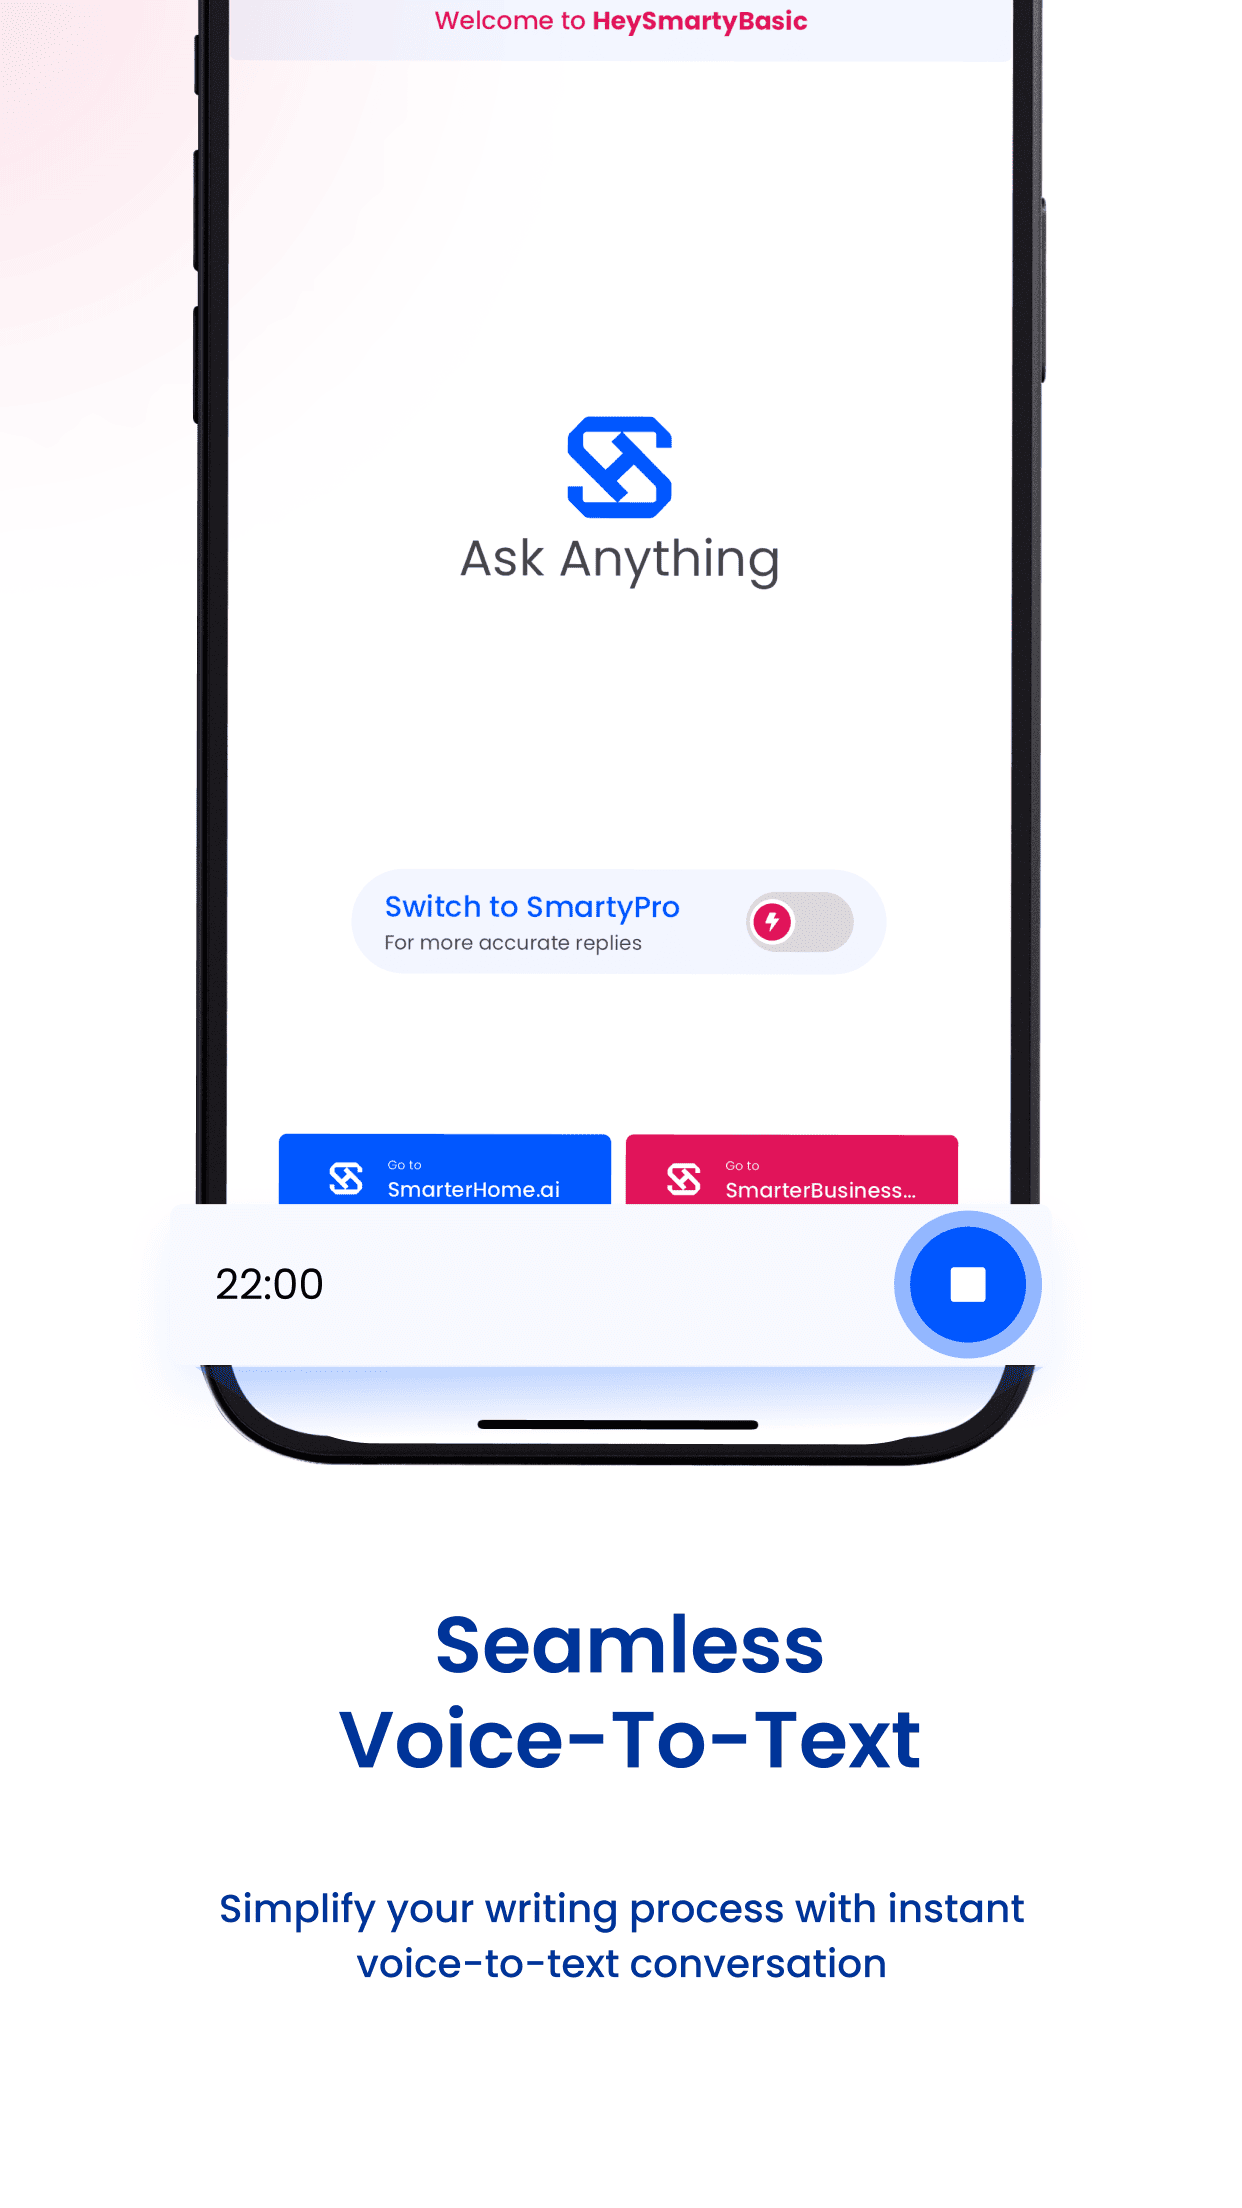 Welcome to HeySmartyBasic
Ask Anything
Switch to SmartyPro
For more accurate replies
Go to
SmarterHome.ai
Go to
SmarterBusiness...
22:00
Seamless
Voice-To-Text
Simplify your writing process with instant
voice-to-text conversation